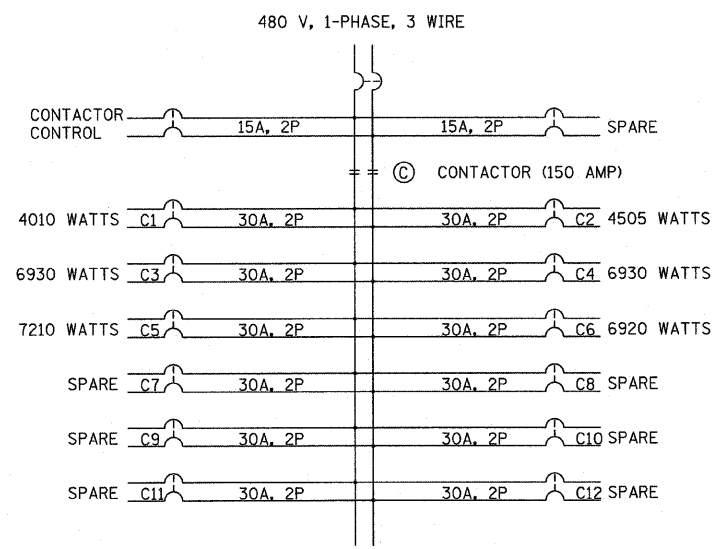 480 V, 1-PHASE, 3 WIRE
CONTACTOR CONTROL 15A, 2P 15A, 2P SPARE
C CONTACTOR (150 AMP)
4010 WATTS C1 30A, 2P 30A, 2P C2 4505 WATTS
6930 WATTS C3 30A, 2P 30A, 2P C4 6930 WATTS
7210 WATTS C5 30A, 2P 30A, 2P C6 6920 WATTS
SPARE C7 30A, 2P 30A, 2P C8 SPARE
SPARE C9 30A, 2P 30A, 2P C10 SPARE
SPARE C11 30A, 2P 30A, 2P C12 SPARE